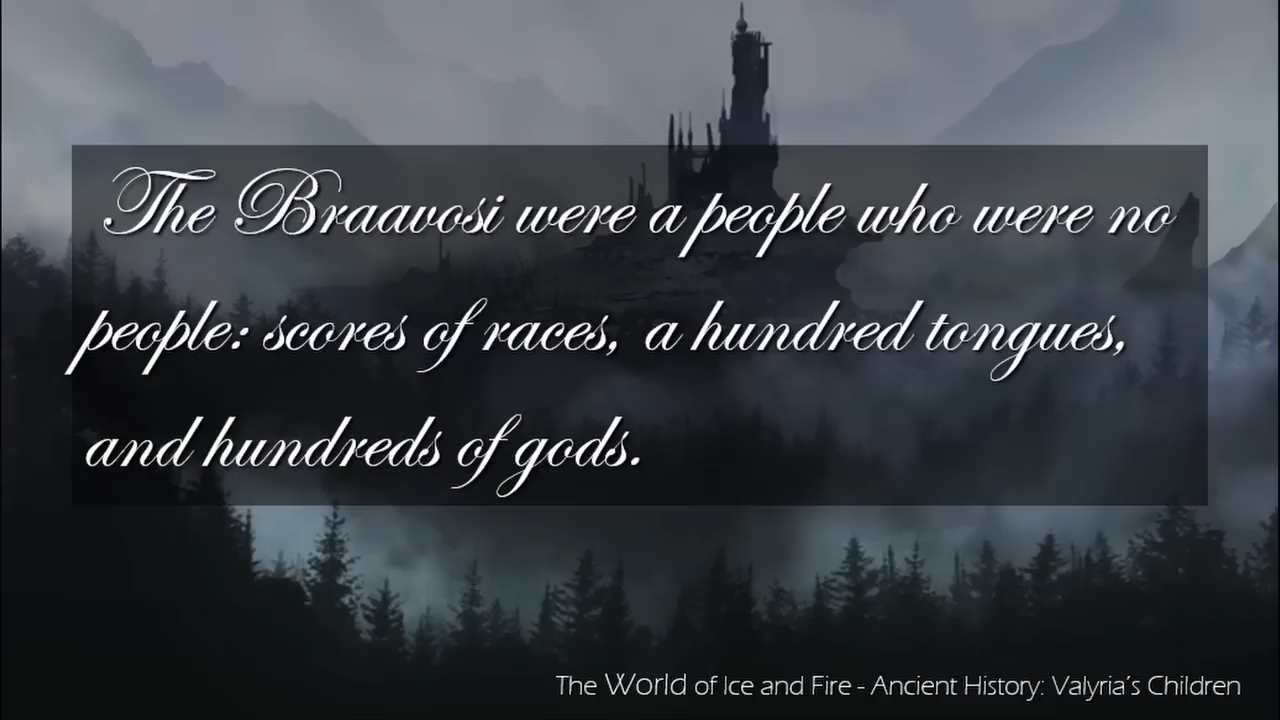 The Braavosi were a people who were no
people: scores of races, a hundred tongues,
and hundreds of gods.
The World of Ice and Fire - Ancient History: Valyria's Children